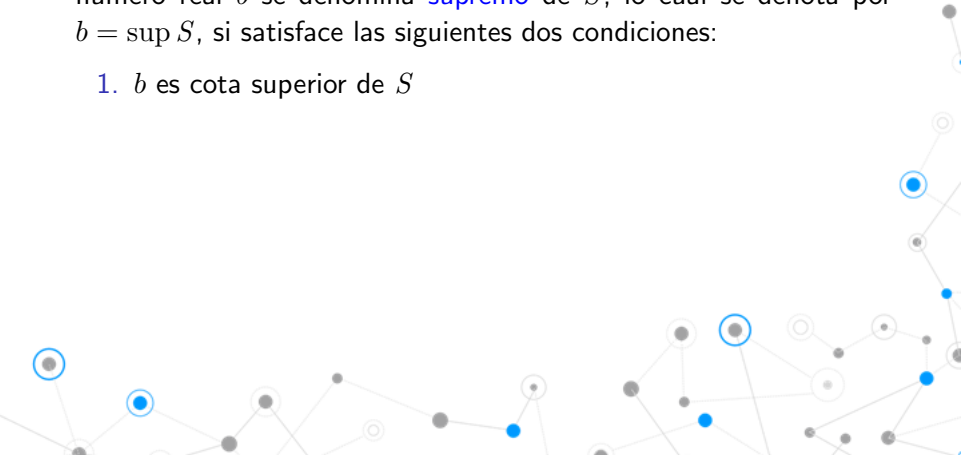 número real b se denomina supremo de S, lo cual se denota por
b = sup S, si satisface las siguientes dos condiciones:
1. b es cota superior de S